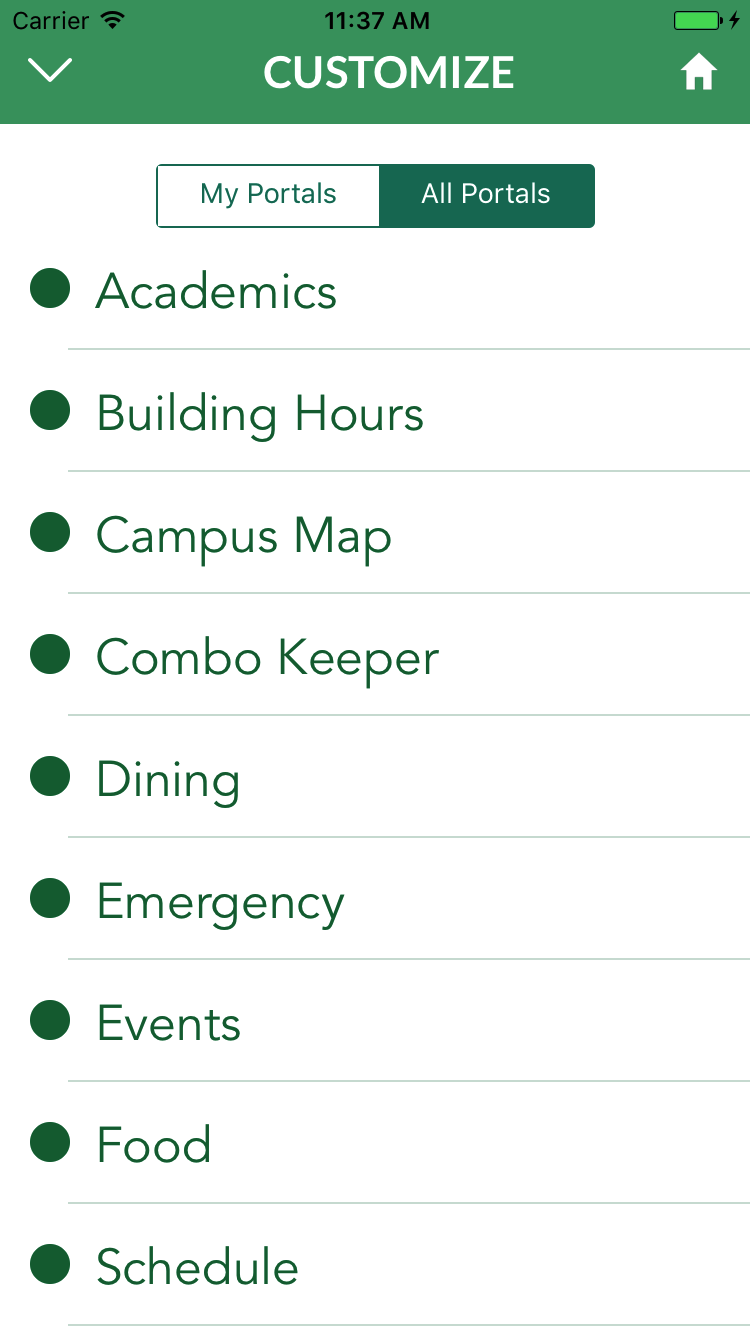 Carrier 11:37 AM
CUSTOMIZE
My Portals All Portals
Academics
Building Hours
Campus Map
Combo Keeper
Dining
Emergency
Events
Food
Schedule